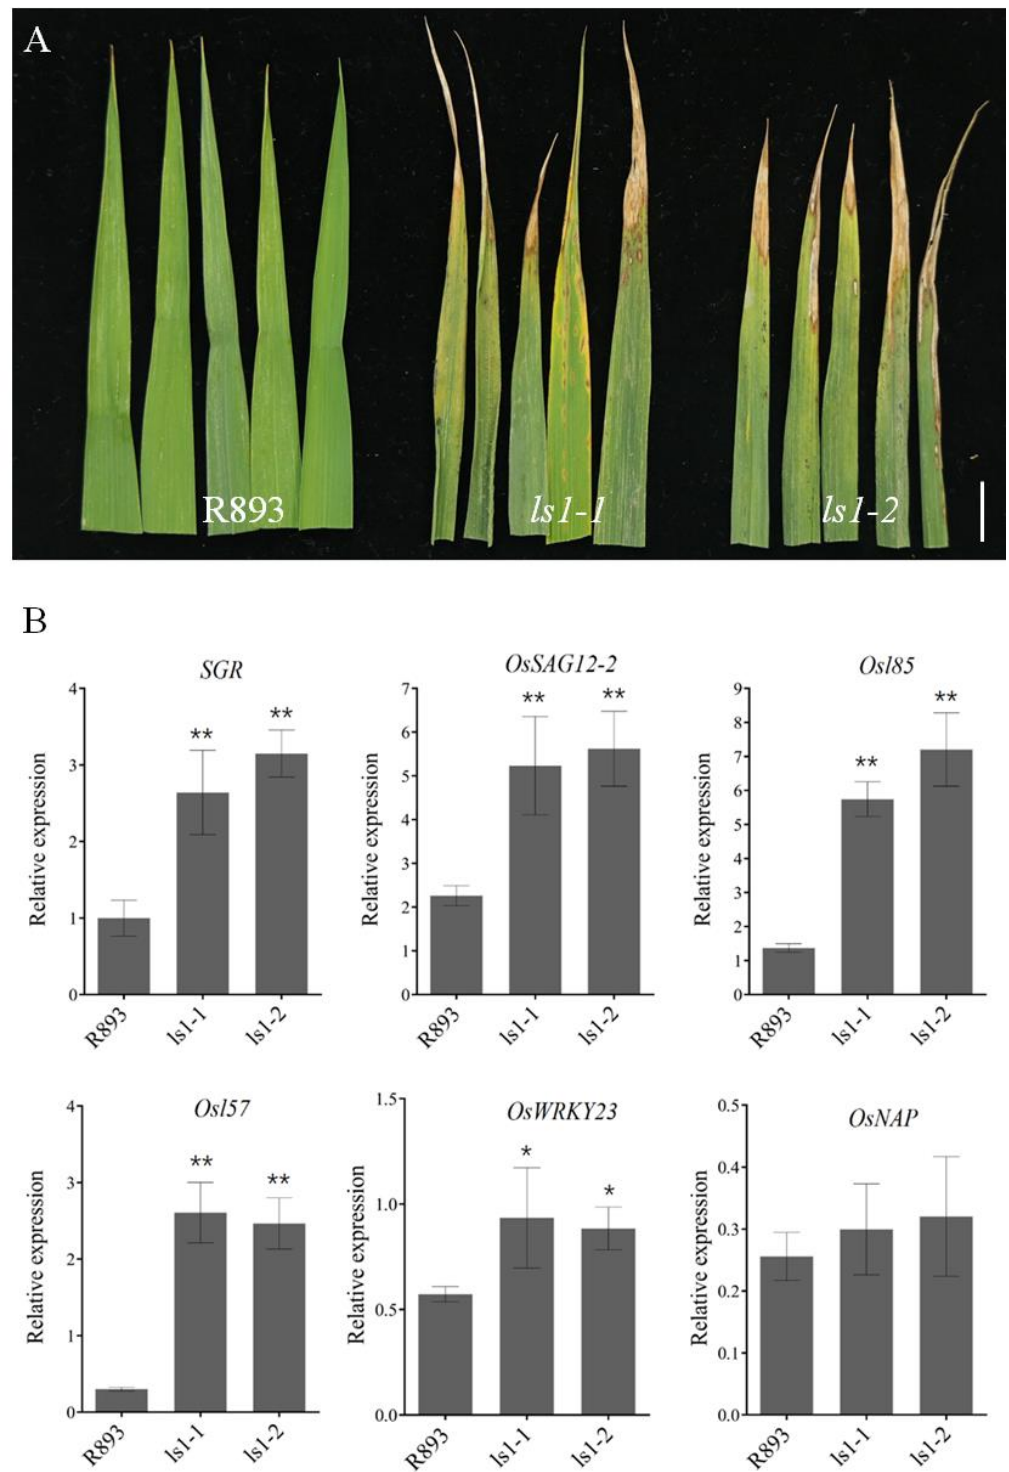 A
R893
ls1-1
ls1-2
B
SGR
Relative expression
4
3
2
1
0
**
**
R893
ls1-1
ls1-2
OsSAG12-2
Relative expression
7
6
5
4
3
2
1
0
**
**
R893
ls1-1
ls1-2
Osl85
Relative expression
9
8
7
6
5
4
3
2
1
0
**
**
R893
ls1-1
ls1-2
Osl57
Relative expression
4
3
2
1
0
**
**
R893
ls1-1
ls1-2
OsWRKY23
Relative expression
1.5
1.0
0.5
0.0
*
*
R893
ls1-1
ls1-2
OsNAP
Relative expression
0.5
0.4
0.3
0.2
0.1
0.0
R893
ls1-1
ls1-2